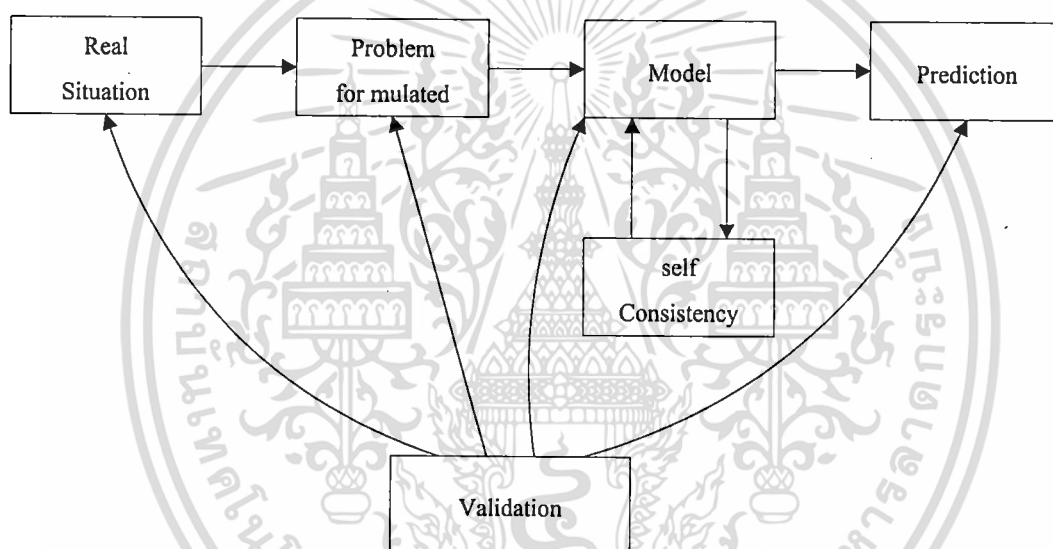 Real
Situation
Problem
for mulated
Model
Prediction
self
Consistency
Validation